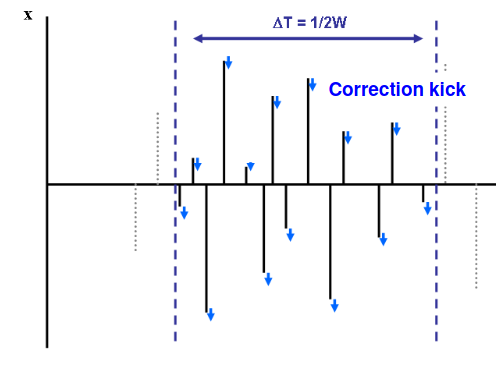 x
ΔT = 1/2W
Correction kick